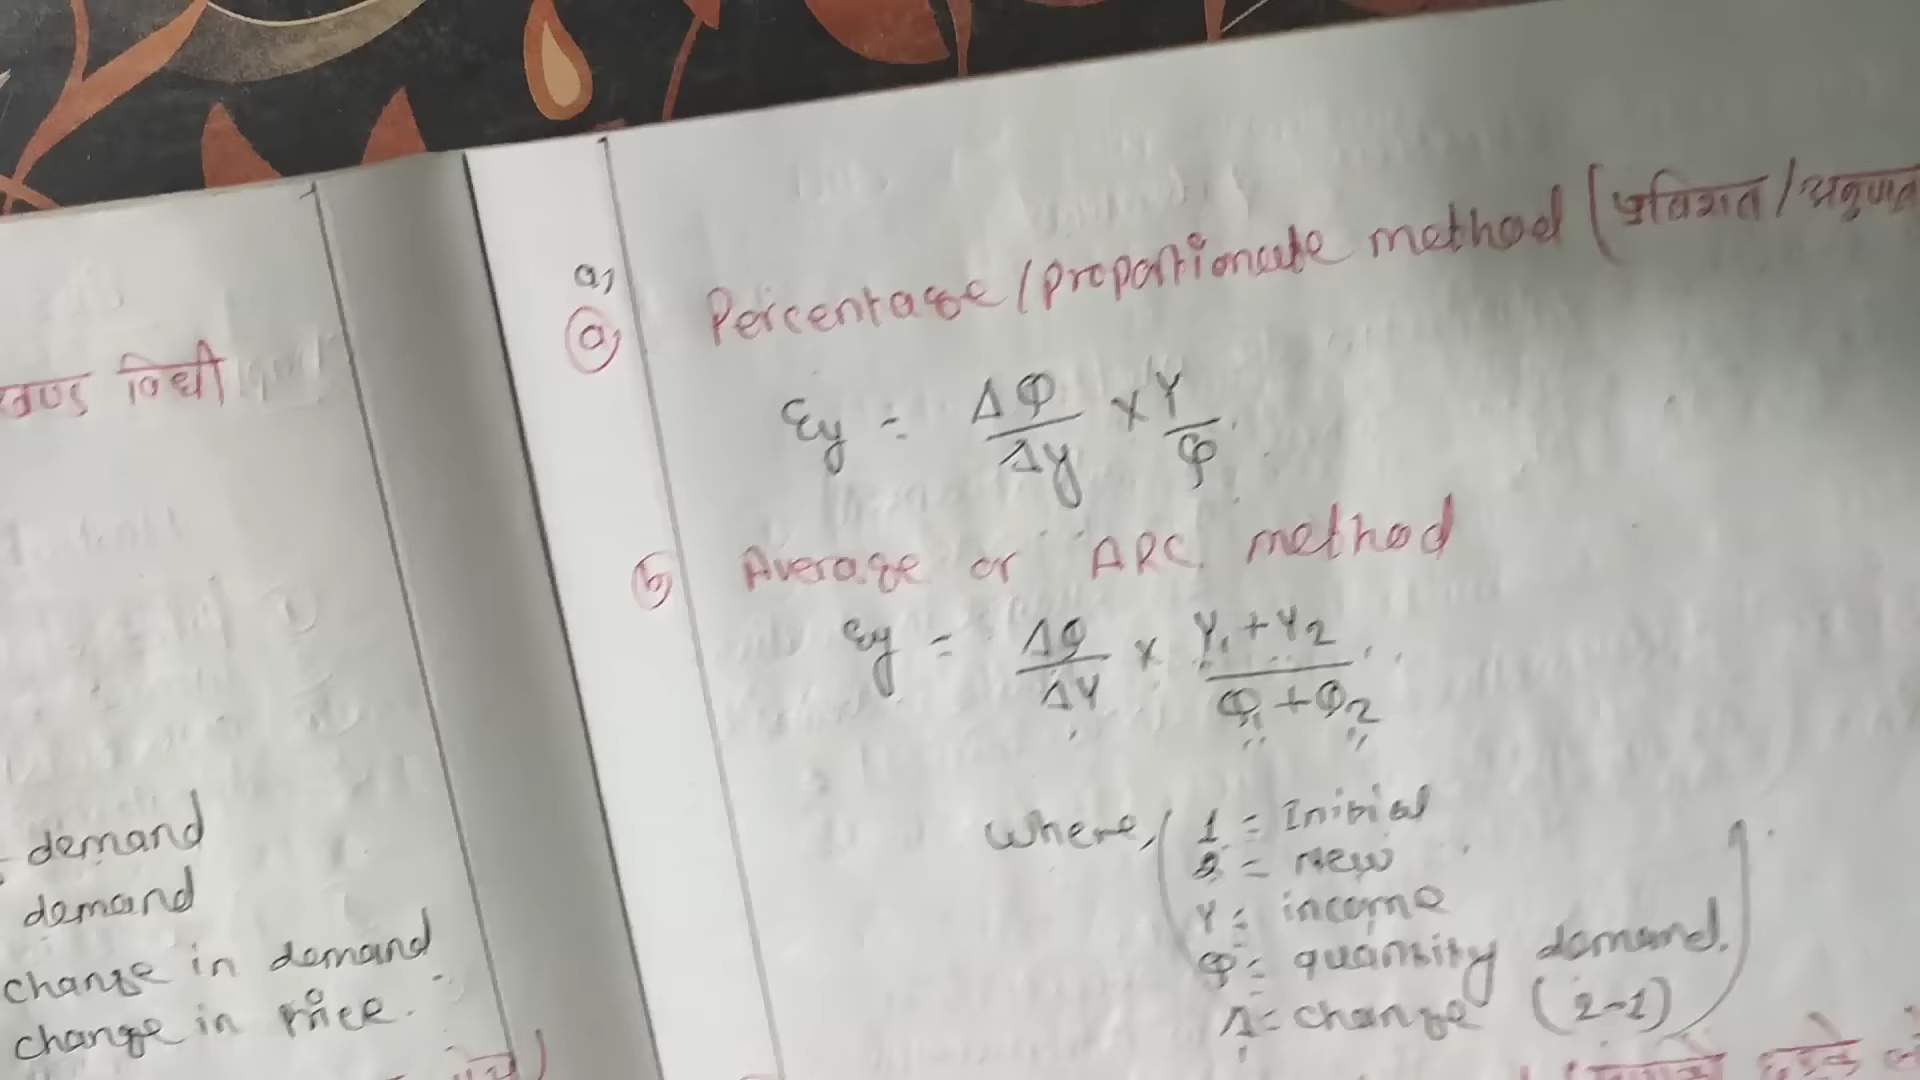 विधी
demand
demand
change in demand
change in price.
a)
a) Percentage/proportionate method (प्रतिशत/अनुपात
Ey = ΔQ/Δy × Y/Q
b) Average or ARC method
Ey = ΔQ/ΔY × Y1+Y2/Q1+Q2
Where, 1 = Initial
2 = New
Y = income
Q = quantity demand.
Δ = change (2-1)